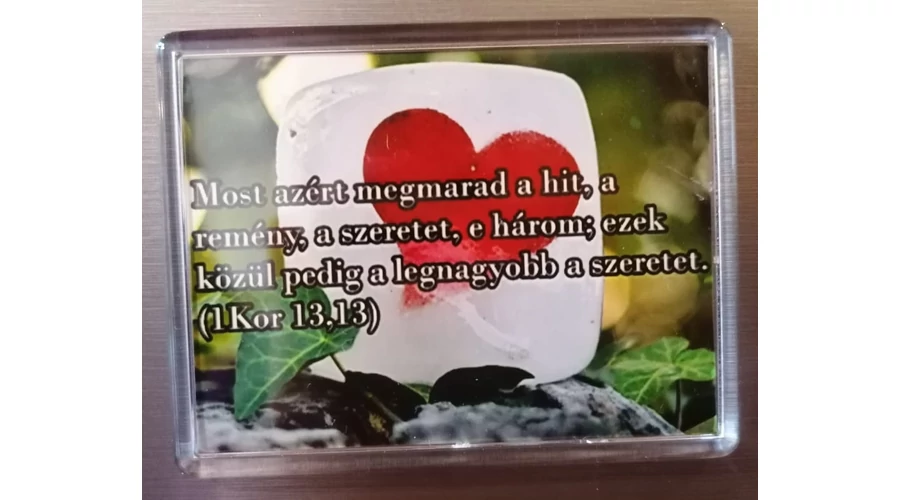 Most azért megmarad a hit, a
remény, a szeretet, e három; ezek
közül pedig a legnagyobb a szeretet.
(1Kor 13,13)